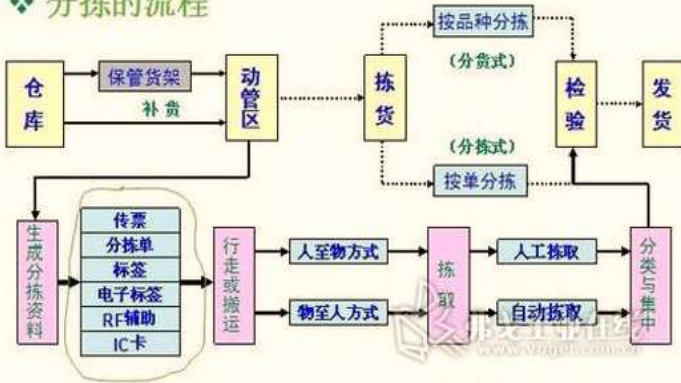 ❖ 分拣的流程
仓库
保管货架
补货
动管区
拣货
按品种分拣
(分货式)
(分拣式)
按单分拣
检验
发货
生成分拣资料
传票
分拣单
标签
电子标签
RF辅助
IC卡
行走或搬运
人至物方式
物至人方式
拣取
人工拣取
自动拣取
分类与集中